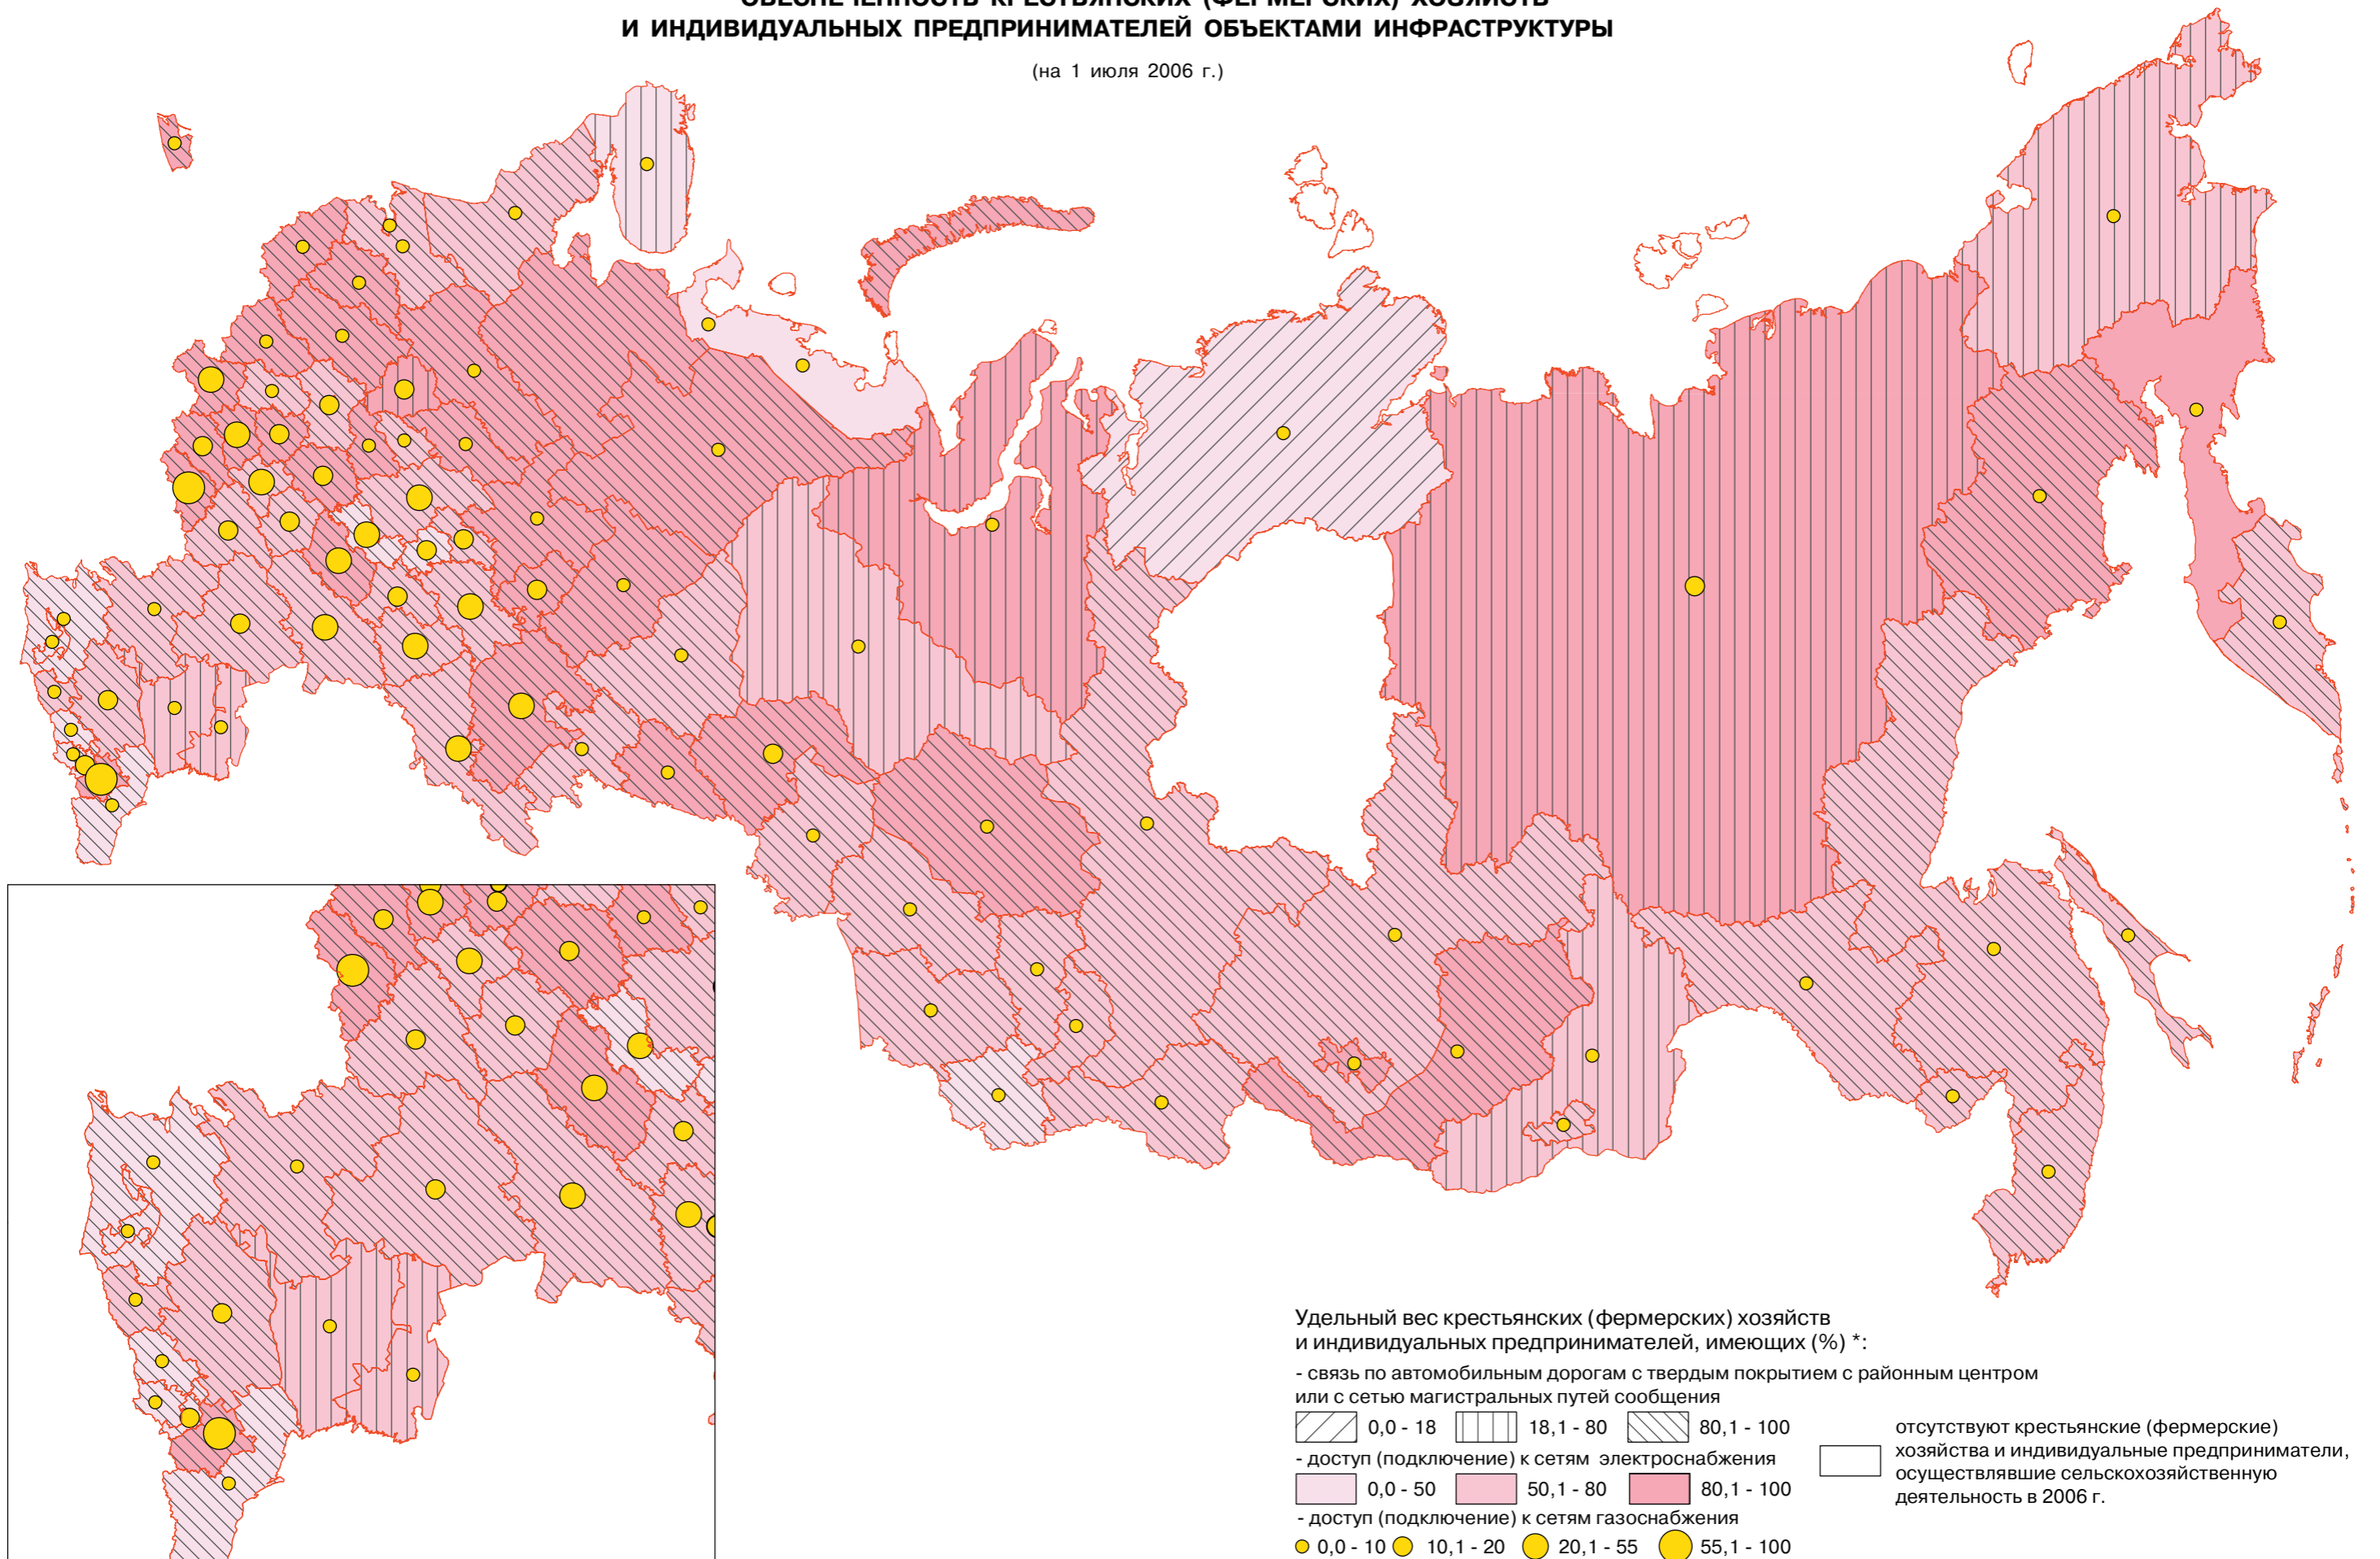 ОБЕСПЕЧЕННОСТЬ КРЕСТЬЯНСКИХ (ФЕРМЕРСКИХ) ХОЗЯЙСТВ
И ИНДИВИДУАЛЬНЫХ ПРЕДПРИНИМАТЕЛЕЙ ОБЪЕКТАМИ ИНФРАСТРУКТУРЫ
(на 1 июля 2006 г.)
Удельный вес крестьянских (фермерских) хозяйств
и индивидуальных предпринимателей, имеющих (%) *:
- связь по автомобильным дорогам с твердым покрытием с районным центром
или с сетью магистральных путей сообщения
0,0 - 18 18,1 - 80 80,1 - 100
- доступ (подключение) к сетям электроснабжения
0,0 - 50 50,1 - 80 80,1 - 100
- доступ (подключение) к сетям газоснабжения
0,0 - 10 10,1 - 20 20,1 - 55 55,1 - 100
отсутствуют крестьянские (фермерские)
хозяйства и индивидуальные предприниматели,
осуществлявшие сельскохозяйственную
деятельность в 2006 г.